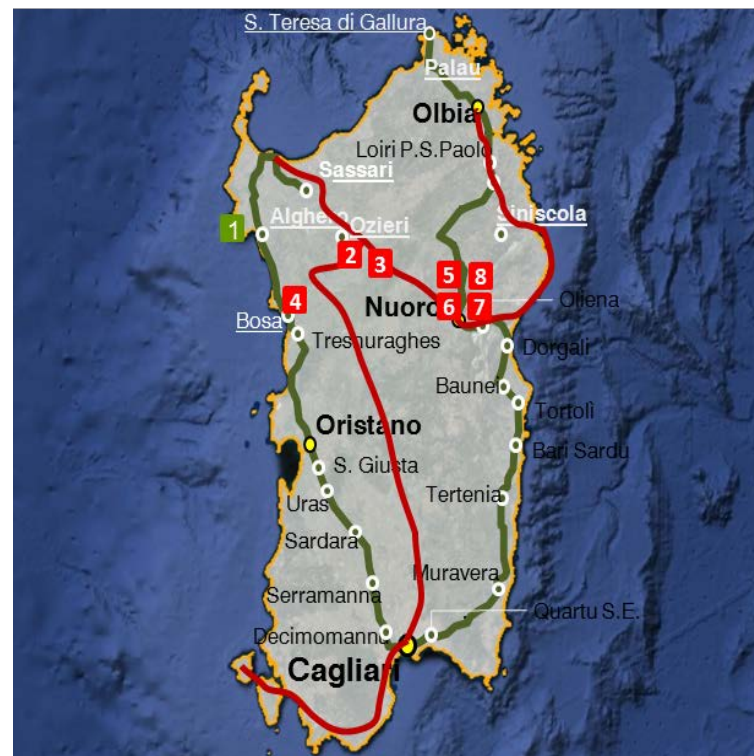 S. Teresa di Gallura
Palau
Olbia
Loiri P.S.Paolo
Sassari
Siniscola
1
Alghero
Ozieri
2
3
5
8
4
Nuoro
6
7
Oliena
Bosa
Tresnuraghes
Dorgali
Baunei
Tortolì
Oristano
Bari Sardu
S. Giusta
Uras
Tertenia
Sardara
Muravera
Serramanna
Quartu S.E.
Decimomannu
Cagliari